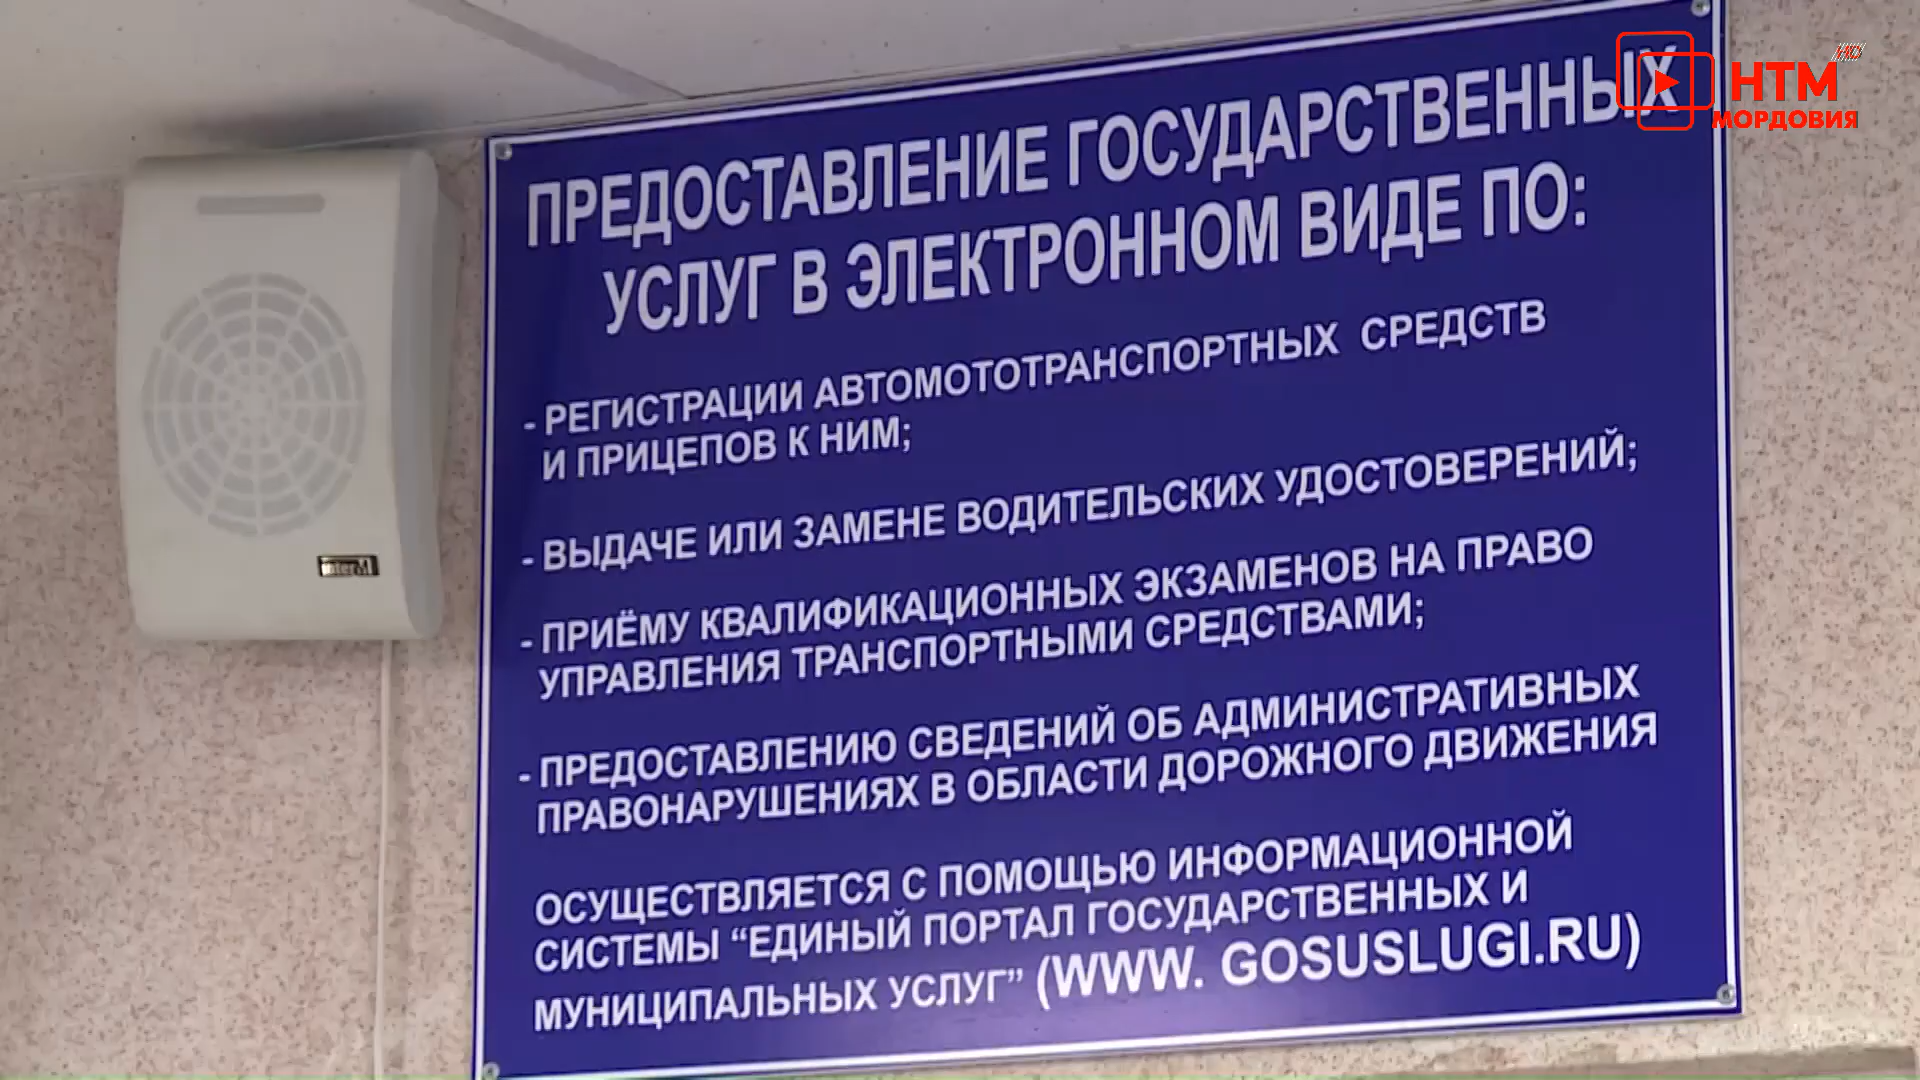 ПРЕДОСТАВЛЕНИЕ ГОСУДАРСТВЕННЫХ
УСЛУГ В ЭЛЕКТРОННОМ ВИДЕ ПО:
- РЕГИСТРАЦИИ АВТОМОТОТРАНСПОРТНЫХ СРЕДСТВ
И ПРИЦЕПОВ К НИМ;
- ВЫДАЧЕ ИЛИ ЗАМЕНЕ ВОДИТЕЛЬСКИХ УДОСТОВЕРЕНИЙ;
- ПРИЁМУ КВАЛИФИКАЦИОННЫХ ЭКЗАМЕНОВ НА ПРАВО
УПРАВЛЕНИЯ ТРАНСПОРТНЫМИ СРЕДСТВАМИ;
- ПРЕДОСТАВЛЕНИЮ СВЕДЕНИЙ ОБ АДМИНИСТРАТИВНЫХ
ПРАВОНАРУШЕНИЯХ В ОБЛАСТИ ДОРОЖНОГО ДВИЖЕНИЯ
ОСУЩЕСТВЛЯЕТСЯ С ПОМОЩЬЮ ИНФОРМАЦИОННОЙ
СИСТЕМЫ “ЕДИНЫЙ ПОРТАЛ ГОСУДАРСТВЕННЫХ И
МУНИЦИПАЛЬНЫХ УСЛУГ” (WWW. GOSUSLUGI.RU)
НТМ HD
МОРДОВИЯ
interM